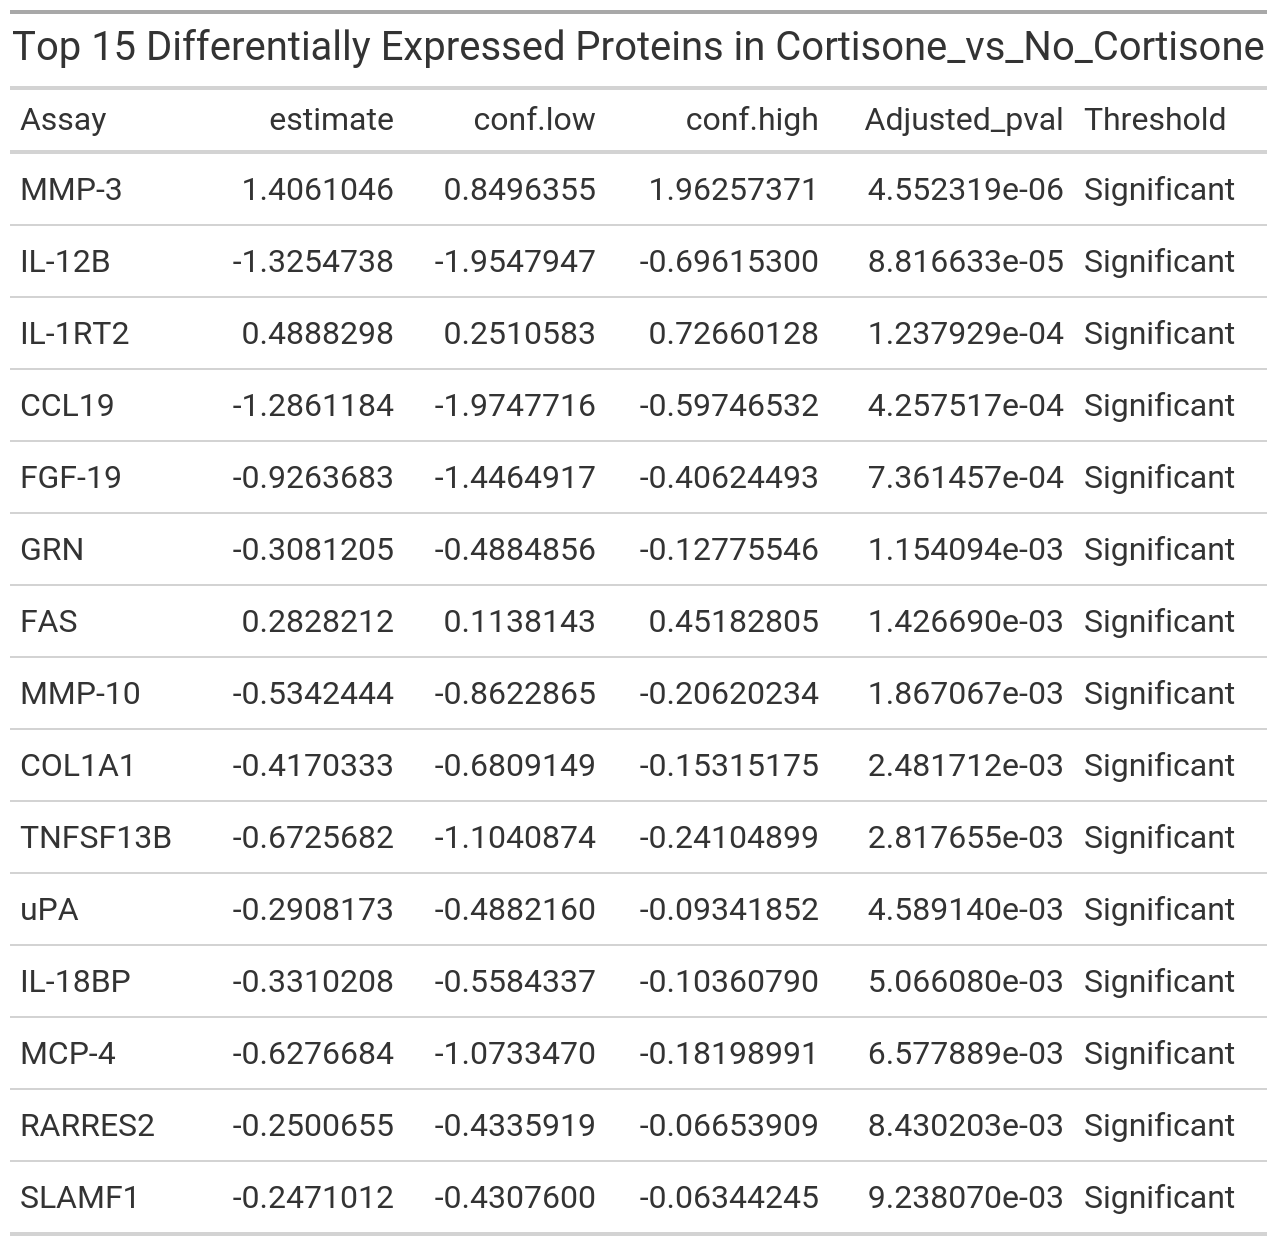 Top 15 Differentially Expressed Proteins in Cortisone_vs_No_Cortisone
Assay estimate conf.low conf.high Adjusted_pval Threshold
MMP-3 1.4061046 0.8496355 1.96257371 4.552319e-06 Significant
IL-12B -1.3254738 -1.9547947 -0.69615300 8.816633e-05 Significant
IL-1RT2 0.4888298 0.2510583 0.72660128 1.237929e-04 Significant
CCL19 -1.2861184 -1.9747716 -0.59746532 4.257517e-04 Significant
FGF-19 -0.9263683 -1.4464917 -0.40624493 7.361457e-04 Significant
GRN -0.3081205 -0.4884856 -0.12775546 1.154094e-03 Significant
FAS 0.2828212 0.1138143 0.45182805 1.426690e-03 Significant
MMP-10 -0.5342444 -0.8622865 -0.20620234 1.867067e-03 Significant
COL1A1 -0.4170333 -0.6809149 -0.15315175 2.481712e-03 Significant
TNFSF13B -0.6725682 -1.1040874 -0.24104899 2.817655e-03 Significant
uPA -0.2908173 -0.4882160 -0.09341852 4.589140e-03 Significant
IL-18BP -0.3310208 -0.5584337 -0.10360790 5.066080e-03 Significant
MCP-4 -0.6276684 -1.0733470 -0.18198991 6.577889e-03 Significant
RARRES2 -0.2500655 -0.4335919 -0.06653909 8.430203e-03 Significant
SLAMF1 -0.2471012 -0.4307600 -0.06344245 9.238070e-03 Significant